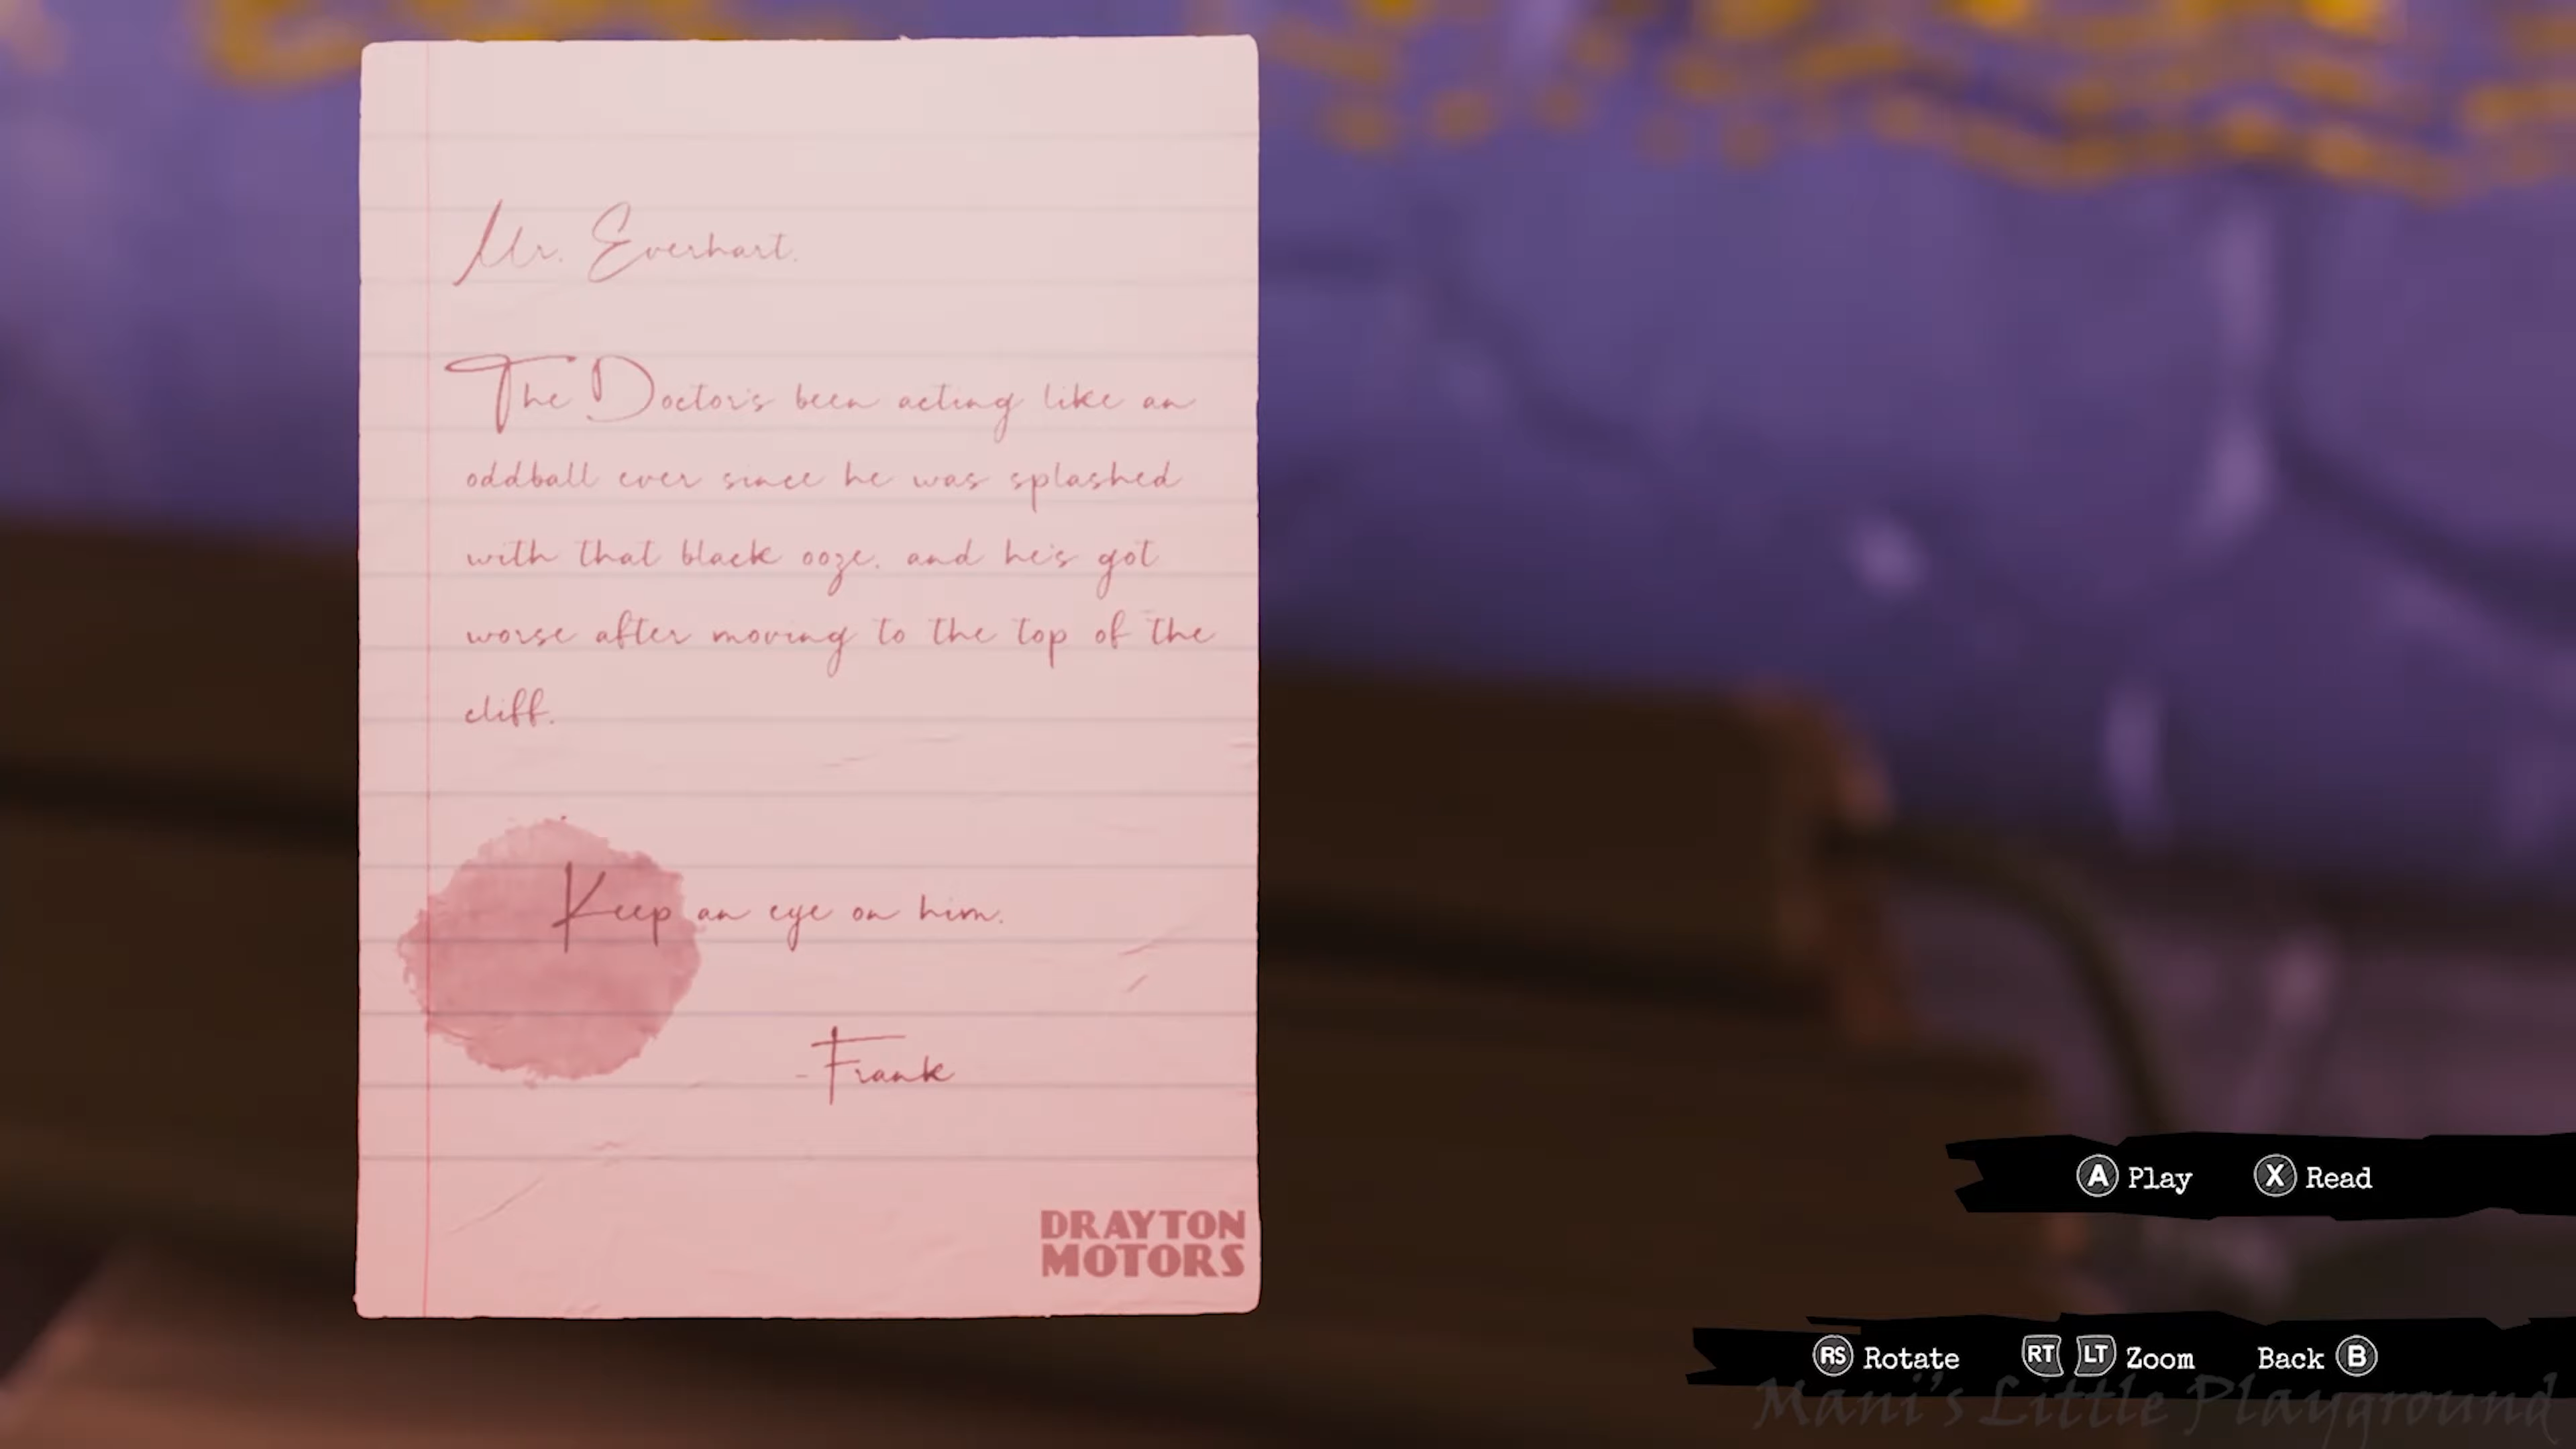 Mr. Everhart,
The Doctor's been acting like an
oddball ever since he was splashed
with that black ooze, and he's got
worse after moving to the top of the
cliff.
Keep an eye on him.
-Frank
DRAYTON
MOTORS
A Play X Read
RS Rotate RT LT Zoom Back B
Mani's Little Playground